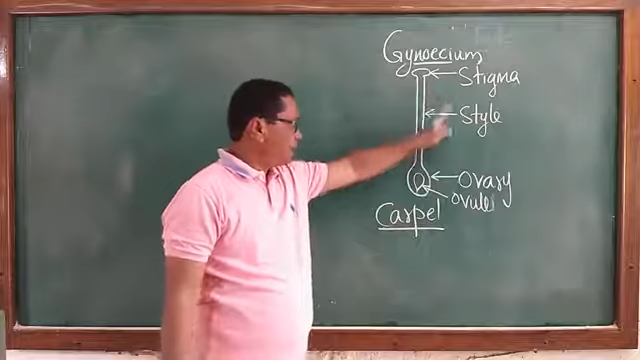 Gynoecium
Stigma
Style
Ovary
Ovule
Carpel